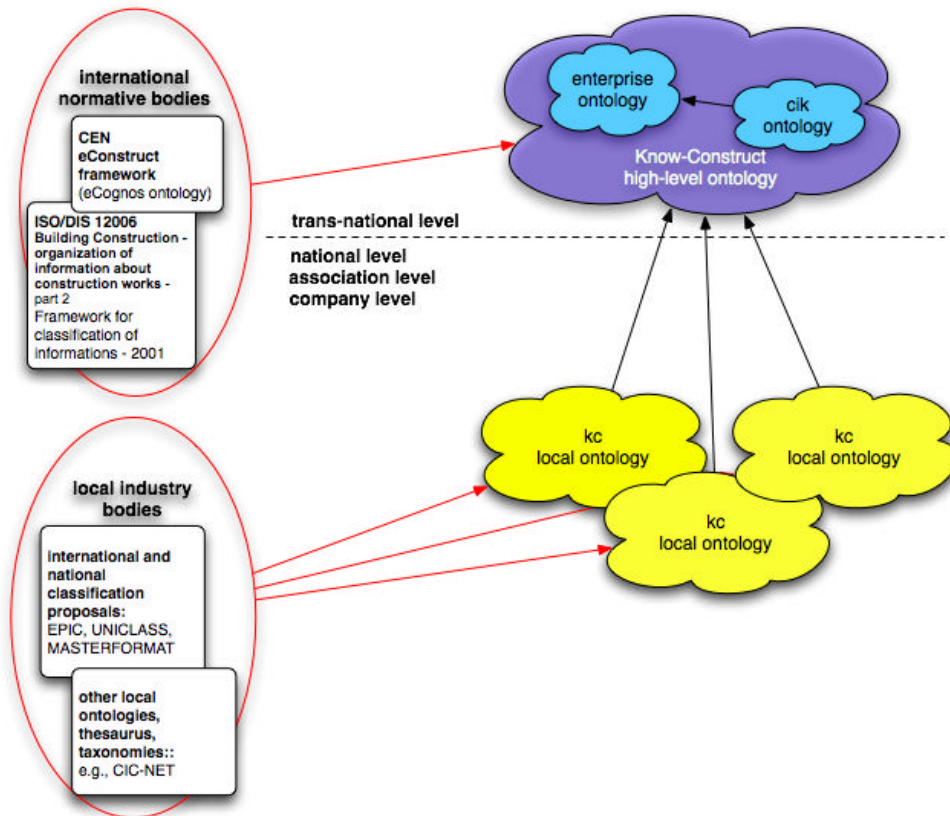 international
normative bodies
CEN
eConstruct
framework
(eCognos ontology)
ISO/DIS 12006
Building Construction -
organization of
information about
construction works -
part 2
Framework for
classification of
informations - 2001
enterprise
ontology
cik
ontology
Know-Construct
high-level ontology
trans-national level
national level
association level
company level
kc
local ontology
kc
local ontology
kc
local ontology
local industry
bodies
international and
national
classification
proposals:
EPIC, UNICLASS,
MASTERFORMAT
other local
ontologies,
thesaurus,
taxonomies::
e.g., CIC-NET